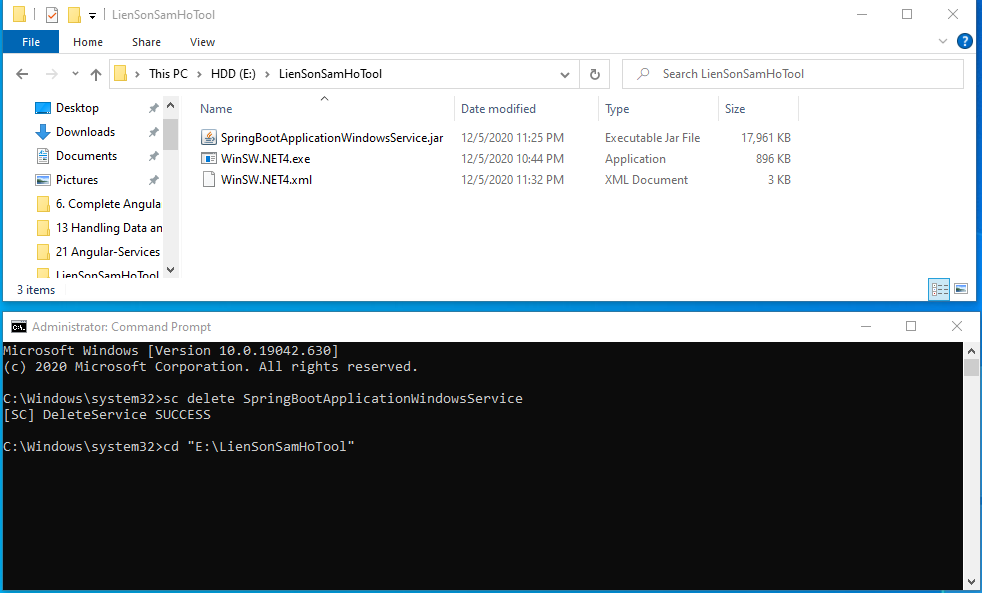 LienSonSamHoTool
File Home Share View
This PC > HDD (E:) > LienSonSamHoTool
Search LienSonSamHoTool
Desktop
Downloads
Documents
Pictures
6. Complete Angula
13 Handling Data an
21 Angular-Services
LienSonSamHoTool
Name Date modified Type Size
SpringBootApplicationWindowsService.jar 12/5/2020 11:25 PM Executable Jar File 17,961 KB
WinSW.NET4.exe 12/5/2020 10:44 PM Application 896 KB
WinSW.NET4.xml 12/5/2020 11:32 PM XML Document 3 KB
3 items
Administrator: Command Prompt
Microsoft Windows [Version 10.0.19042.630]
(c) 2020 Microsoft Corporation. All rights reserved.
C:\Windows\system32>sc delete SpringBootApplicationWindowsService
[SC] DeleteService SUCCESS
C:\Windows\system32>cd "E:\LienSonSamHoTool"